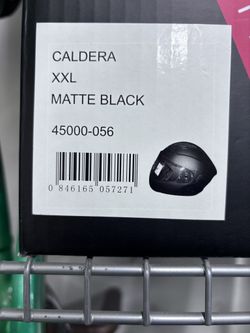 CALDERA
XXL
MATTE BLACK
45000-056
0 846165 057271